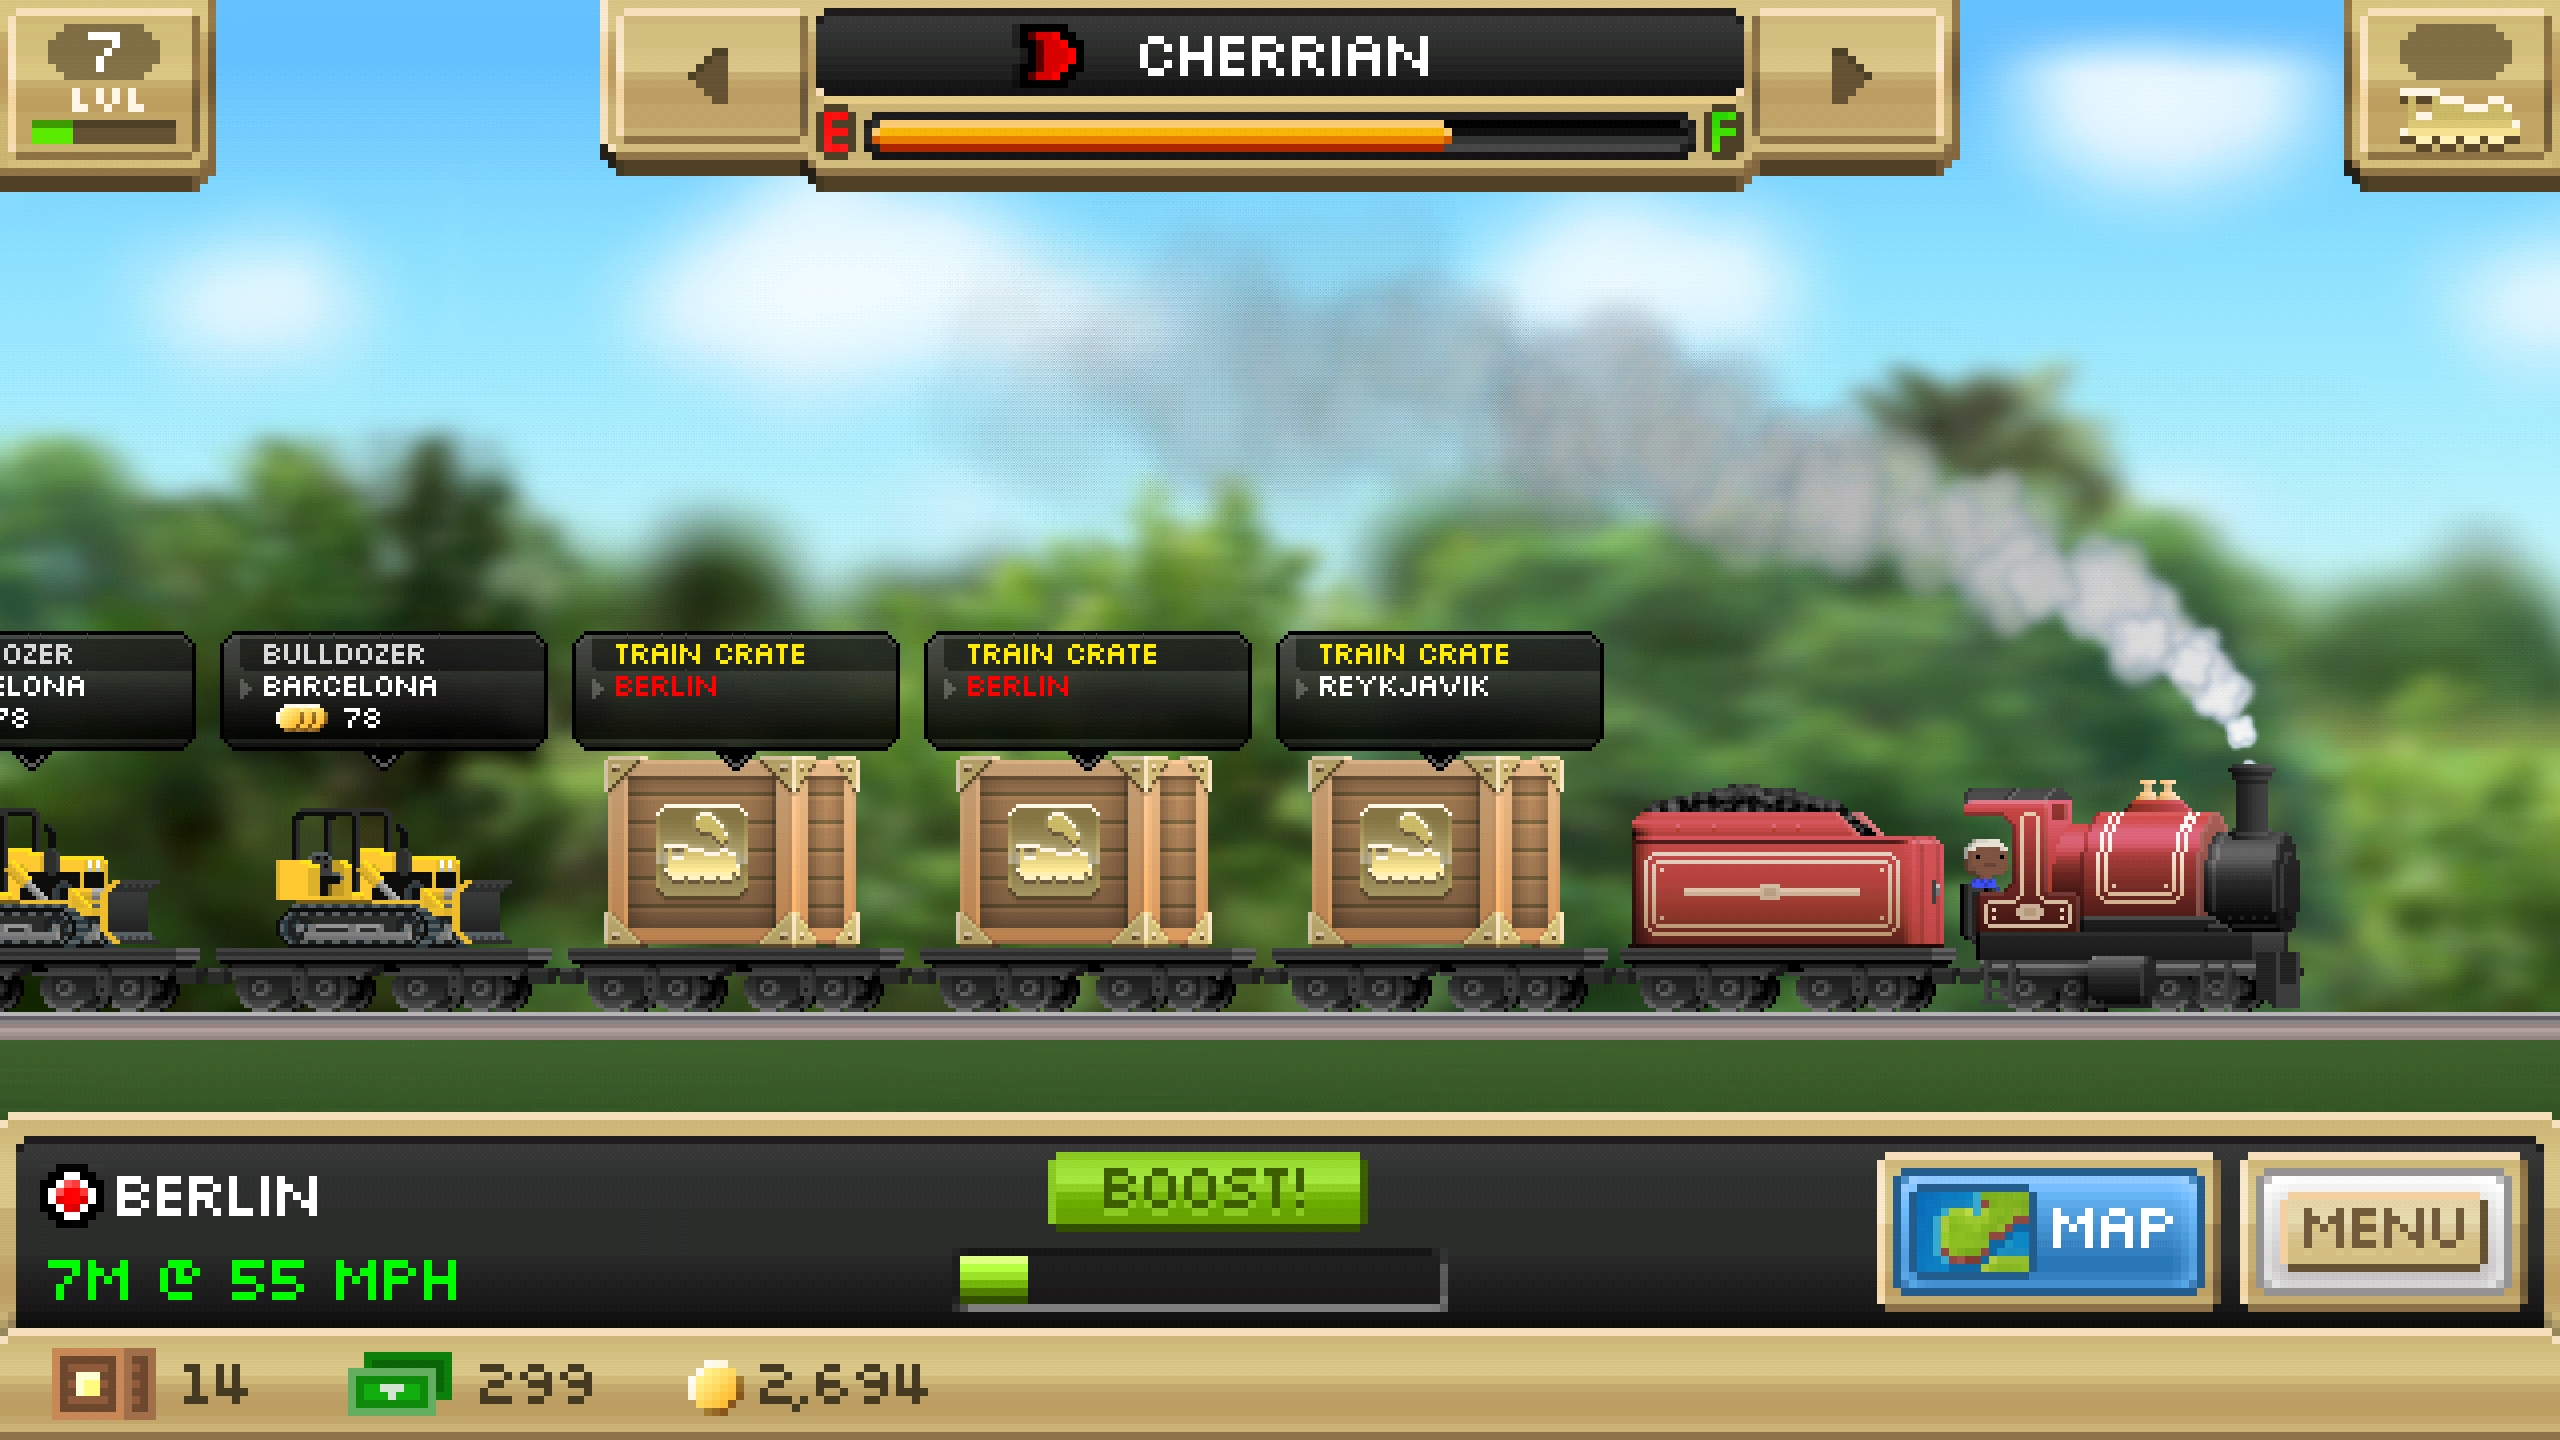 7
LVL
CHERRIAN
E
F
OZER
ELONA
78
BULLDOZER
BARCELONA
78
TRAIN CRATE
BERLIN
TRAIN CRATE
BERLIN
TRAIN CRATE
REYKJAVIK
BERLIN
7M @ 55 MPH
BOOST!
MAP
MENU
14
299
2,694